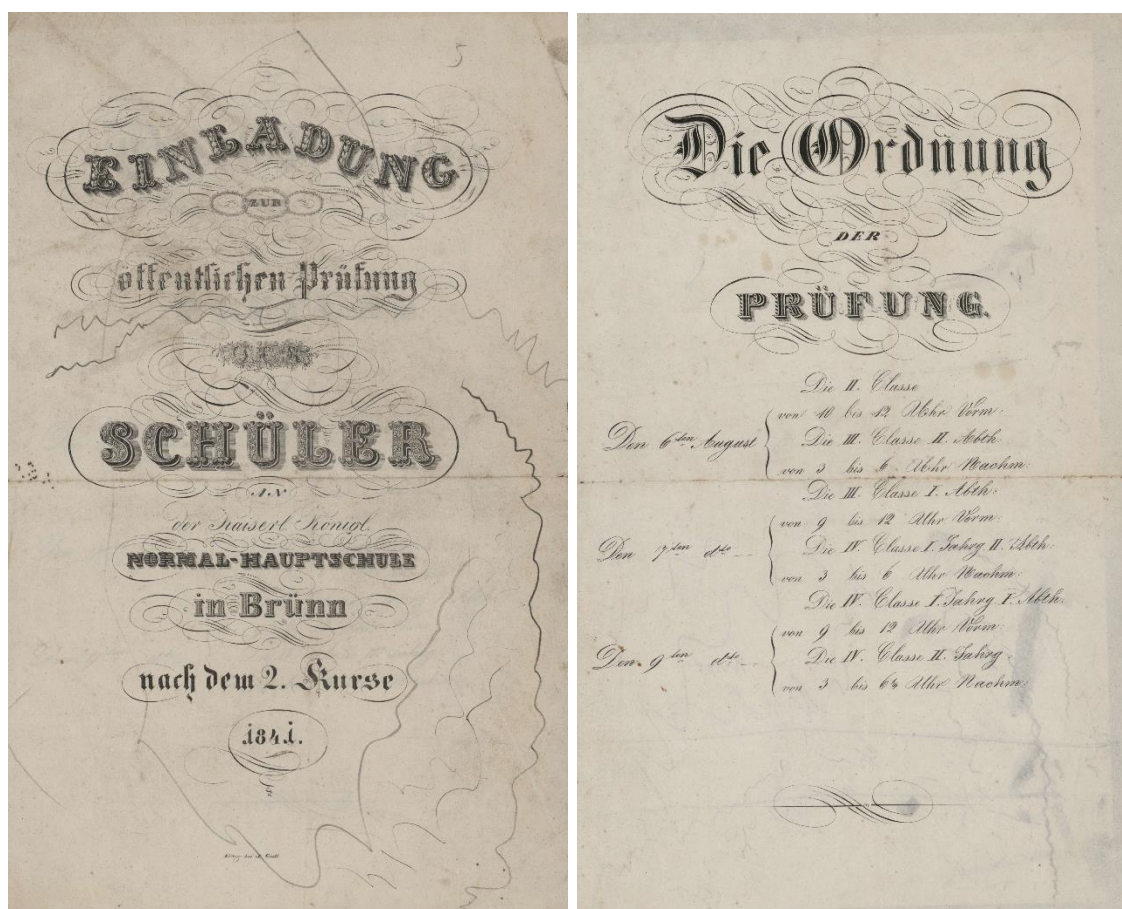 EINLADUNG
ZUR
öffentlichen Prüfung
DER
SCHÜLER
AN
der Kaiserl Königl.
NORMAL-HAUPTSCHULE
in Brünn
nach dem 2. Kurse
1841.
Die Ordnung
DER
PRÜFUNG.
Die II. Classe
von 10 bis 12 Uhr Vorm:
Den 6ten August
Die III. Classe II. Abth
von 3 bis 6 Uhr Nachm:
Die III. Classe I. Abth:
von 9 bis 12 Uhr Vorm:
Den 7ten dto
Die IV. Classe I. Jahrg II. Abth:
von 3 bis 6 Uhr Nachm:
Die IV. Classe I. Jahrg I. Abth.
von 9 bis 12 Uhr Vorm:
Den 9ten dto
Die IV. Classe II. Jahrg
von 3 bis Uhr Nachm: